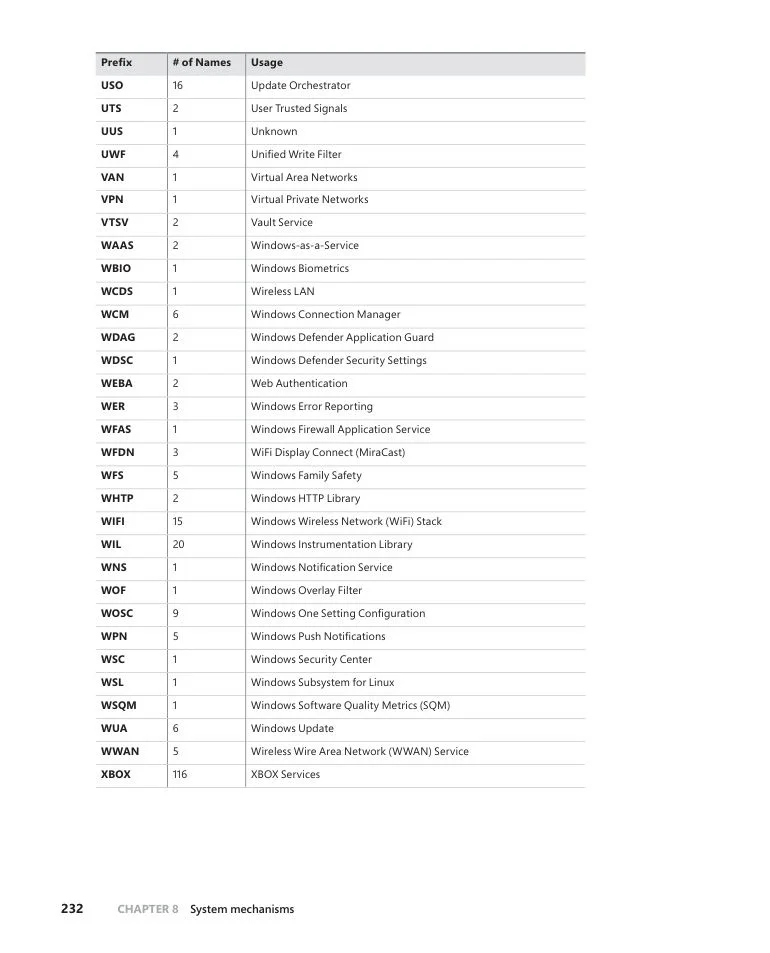 Prefix # of Names Usage
USO 16 Update Orchestrator
UTS 2 User Trusted Signals
UUS 1 Unknown
UWF 4 Unified Write Filter
VAN 1 Virtual Area Networks
VPN 1 Virtual Private Networks
VTSV 2 Vault Service
WAAS 2 Windows-as-a-Service
WBIO 1 Windows Biometrics
WCDS 1 Wireless LAN
WCM 6 Windows Connection Manager
WDAG 2 Windows Defender Application Guard
WDSC 1 Windows Defender Security Settings
WEBA 2 Web Authentication
WER 3 Windows Error Reporting
WFAS 1 Windows Firewall Application Service
WFDN 3 WiFi Display Connect (MiraCast)
WFS 5 Windows Family Safety
WHTP 2 Windows HTTP Library
WIFI 15 Windows Wireless Network (WiFi) Stack
WIL 20 Windows Instrumentation Library
WNS 1 Windows Notification Service
WOF 1 Windows Overlay Filter
WOSC 9 Windows One Setting Configuration
WPN 5 Windows Push Notifications
WSC 1 Windows Security Center
WSL 1 Windows Subsystem for Linux
WSQM 1 Windows Software Quality Metrics (SQM)
WUA 6 Windows Update
WWAN 5 Wireless Wire Area Network (WWAN) Service
XBOX 116 XBOX Services
232 CHAPTER 8 System mechanisms